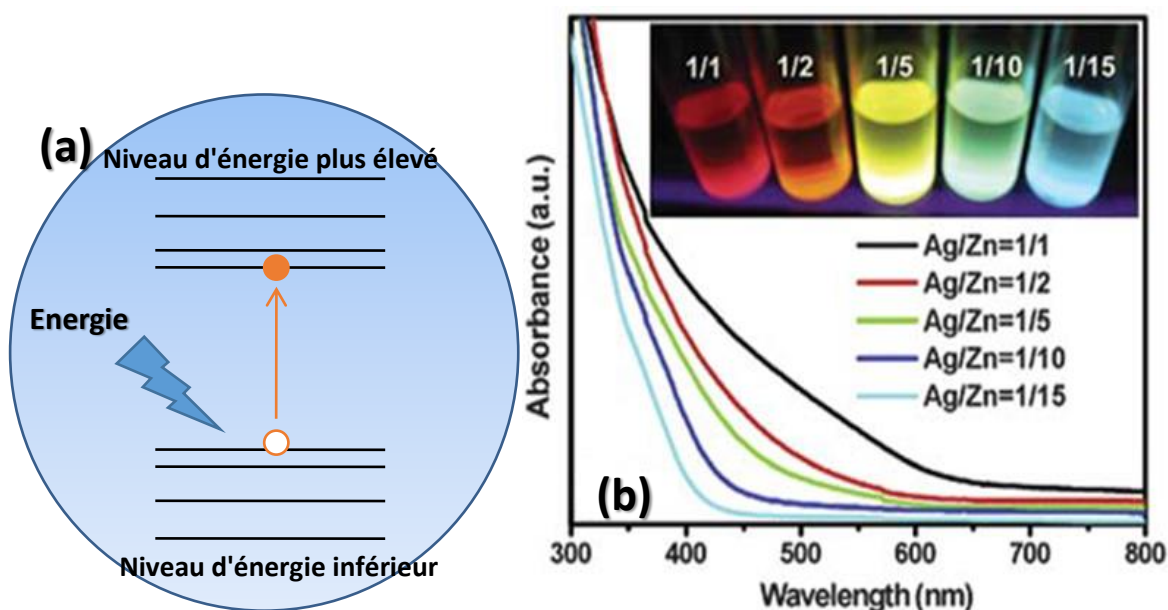 (a)
Niveau d'énergie plus élevé
Energie
Niveau d'énergie inférieur
1/1 1/2 1/5 1/10 1/15
Ag/Zn=1/1
Ag/Zn=1/2
Ag/Zn=1/5
Ag/Zn=1/10
Ag/Zn=1/15
Absorbance (a.u.)
(b)
300 400 500 600 700 800
Wavelength (nm)